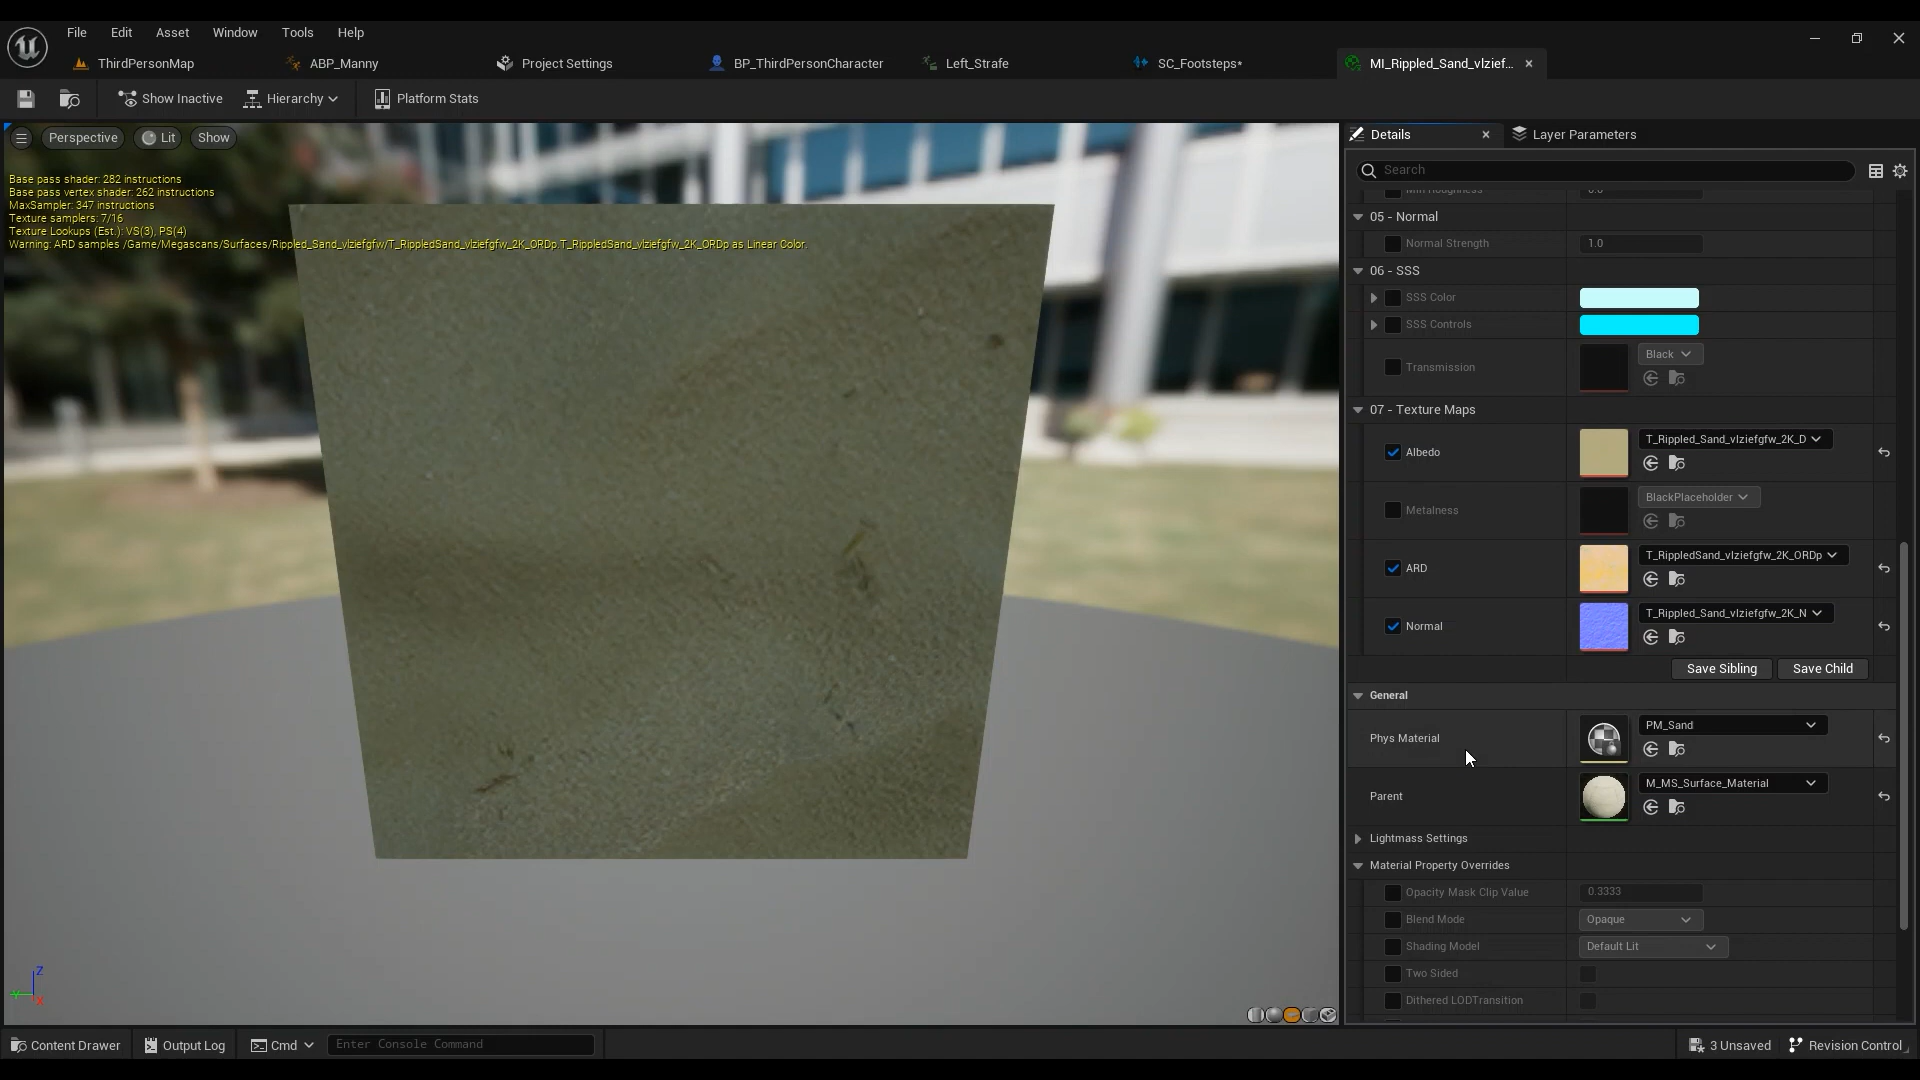 File Edit Asset Window Tools Help
ThirdPersonMap ABP_Manny Project Settings BP_ThirdPersonCharacter Left_Strafe SC_Footsteps* MI_Rippled_Sand_vlzief...
Show Inactive Hierarchy Platform Stats
Perspective Lit Show
Base pass shader: 282 instructions
Base pass vertex shader: 262 instructions
MaxSampler: 347 instructions
Texture samplers: 7/16
Texture Lookups (Est.): VS(3), PS(4)
Warning: ARD samples /Game/Megascans/Surfaces/Rippled_Sand_vlziefgfw/T_RippledSand_vlziefgfw_2K_ORDp.T_RippledSand_vlziefgfw_2K_ORDp as Linear Color.
Z
Details Layer Parameters
Search
Min Roughness 0.0
05 - Normal
Normal Strength 1.0
06 - SSS
SSS Color
SSS Controls
Transmission Black
07 - Texture Maps
Albedo T_Rippled_Sand_vlziefgfw_2K_D
Metalness BlackPlaceholder
ARD T_RippledSand_vlziefgfw_2K_ORDp
Normal T_Rippled_Sand_vlziefgfw_2K_N
Save Sibling Save Child
General
Phys Material PM_Sand
Parent M_MS_Surface_Material
Lightmass Settings
Material Property Overrides
Opacity Mask Clip Value 0.3333
Blend Mode Opaque
Shading Model Default Lit
Two Sided
Dithered LODTransition
Content Drawer Output Log Cmd Enter Console Command 3 Unsaved Revision Control